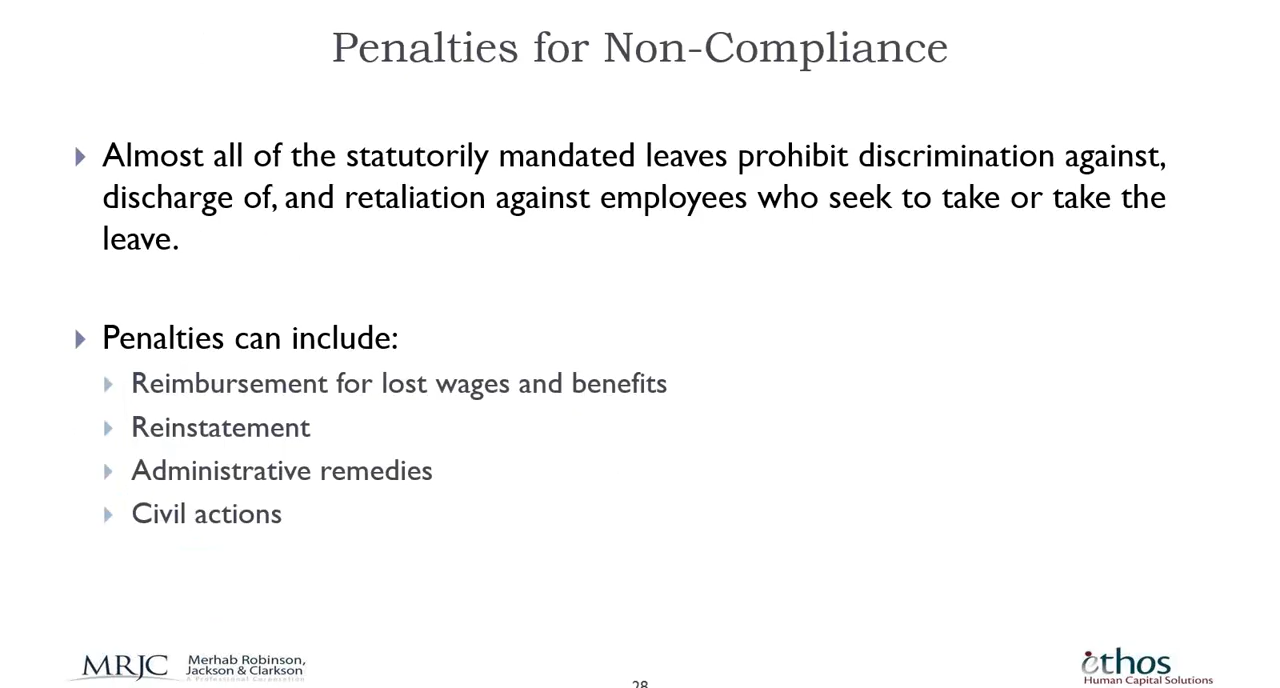 Penalties for Non-Compliance
Almost all of the statutorily mandated leaves prohibit discrimination against,
discharge of, and retaliation against employees who seek to take or take the
leave.
Penalties can include:
Reimbursement for lost wages and benefits
Reinstatement
Administrative remedies
Civil actions
MRJC Merhab Robinson,
Jackson & Clarkson
A Professional Corporation
ethos
Human Capital Solutions
28